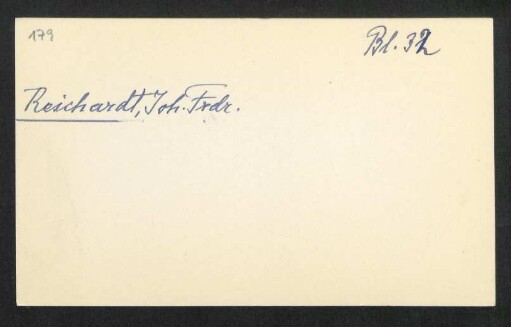 179
Bl. 32
Reichardt, Joh. Frdr.